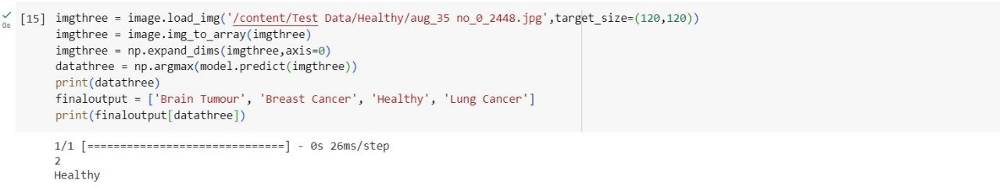 [15] imgthree = image.load_img('/content/Test Data/Healthy/aug_35 no_0_2448.jpg',target_size=(120,120))
imgthree = image.img_to_array(imgthree)
imgthree = np.expand_dims(imgthree,axis=0)
datathree = np.argmax(model.predict(imgthree))
print(datathree)
finaloutput = ['Brain Tumour', 'Breast Cancer', 'Healthy', 'Lung Cancer']
print(finaloutput[datathree])
0s
1/1 [==============================] - 0s 26ms/step
2
Healthy